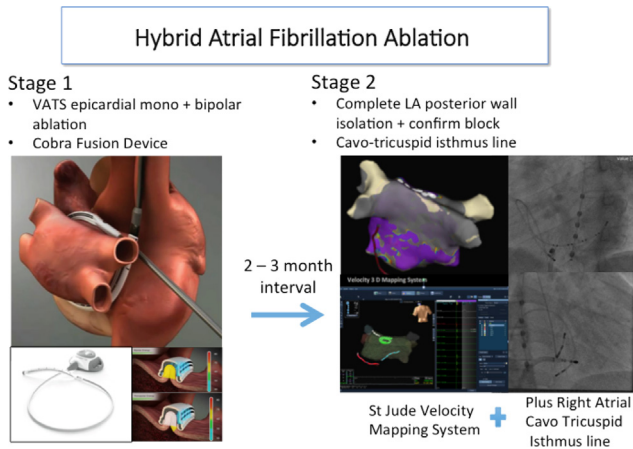 Hybrid Atrial Fibrillation Ablation
Stage 1
• VATS epicardial mono + bipolar
ablation
• Cobra Fusion Device
2 – 3 month
interval
Stage 2
• Complete LA posterior wall
isolation + confirm block
• Cavo-tricuspid isthmus line
Velocity 3 D Mapping System
St Jude Velocity
Mapping System
+
Plus Right Atrial
Cavo Tricuspid
Isthmus line